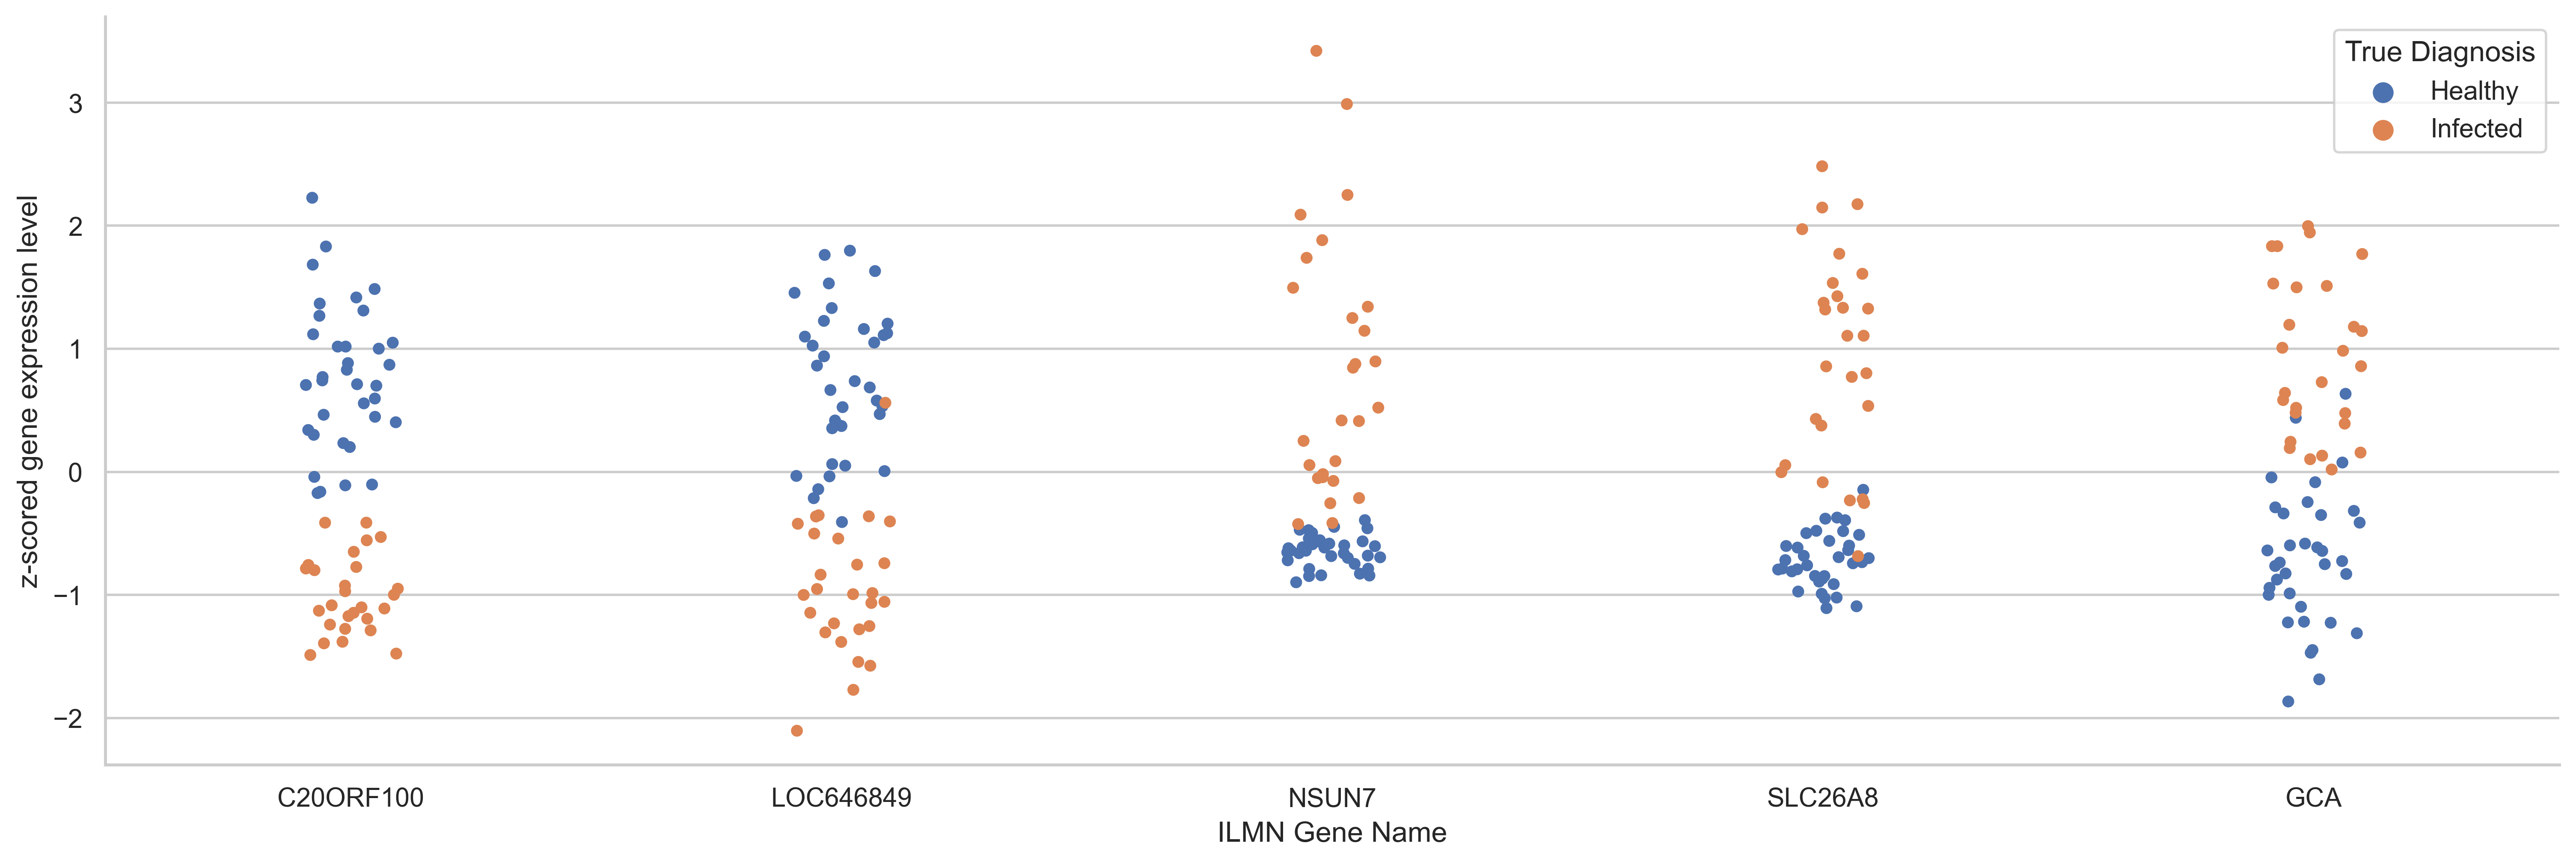 True Diagnosis
Healthy
Infected
z-scored gene expression level
3
2
1
0
−1
−2
C20ORF100 LOC646849 NSUN7 SLC26A8 GCA
ILMN Gene Name